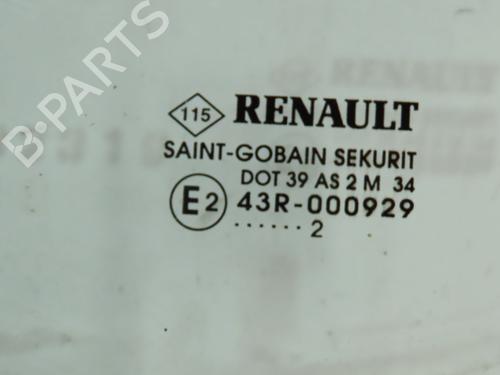 115 RENAULT
SAINT-GOBAIN SEKURIT
DOT 39 AS 2 M 34
E2 43R-000929
...... 2
B-PARTS